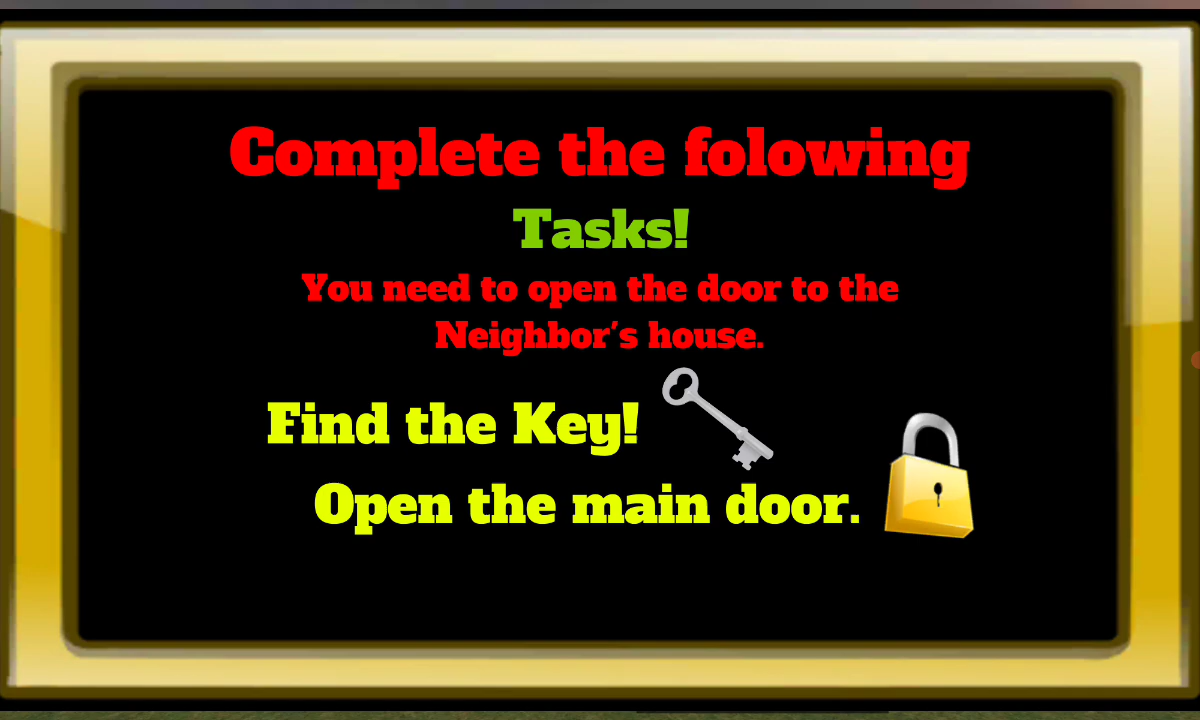 Complete the folowing
Tasks!
You need to open the door to the
Neighbor's house.
Find the Key!
Open the main door.